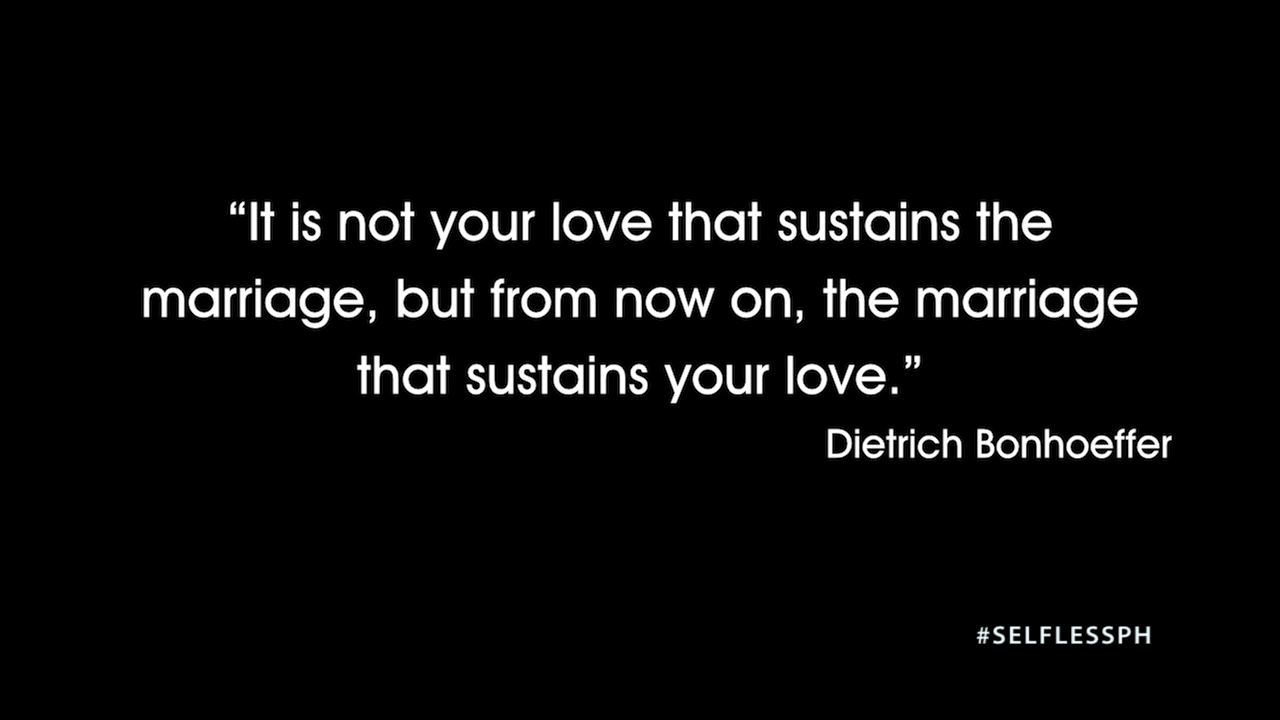 “It is not your love that sustains the
marriage, but from now on, the marriage
that sustains your love.”
Dietrich Bonhoeffer
#SELFLESSPH